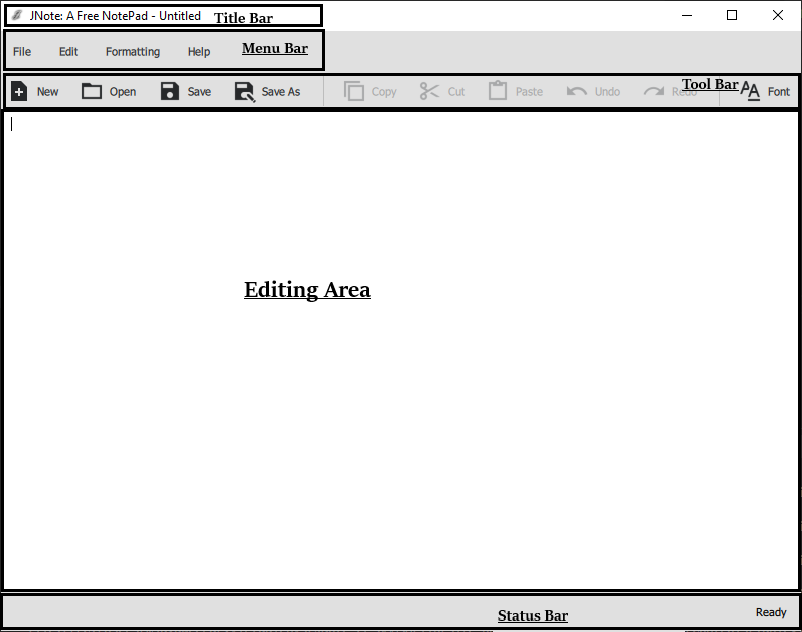 JNote: A Free NotePad - Untitled Title Bar
File Edit Formatting Help Menu Bar
New Open Save Save As Copy Cut Paste Undo Redo Tool Bar Font
Editing Area
Status Bar Ready